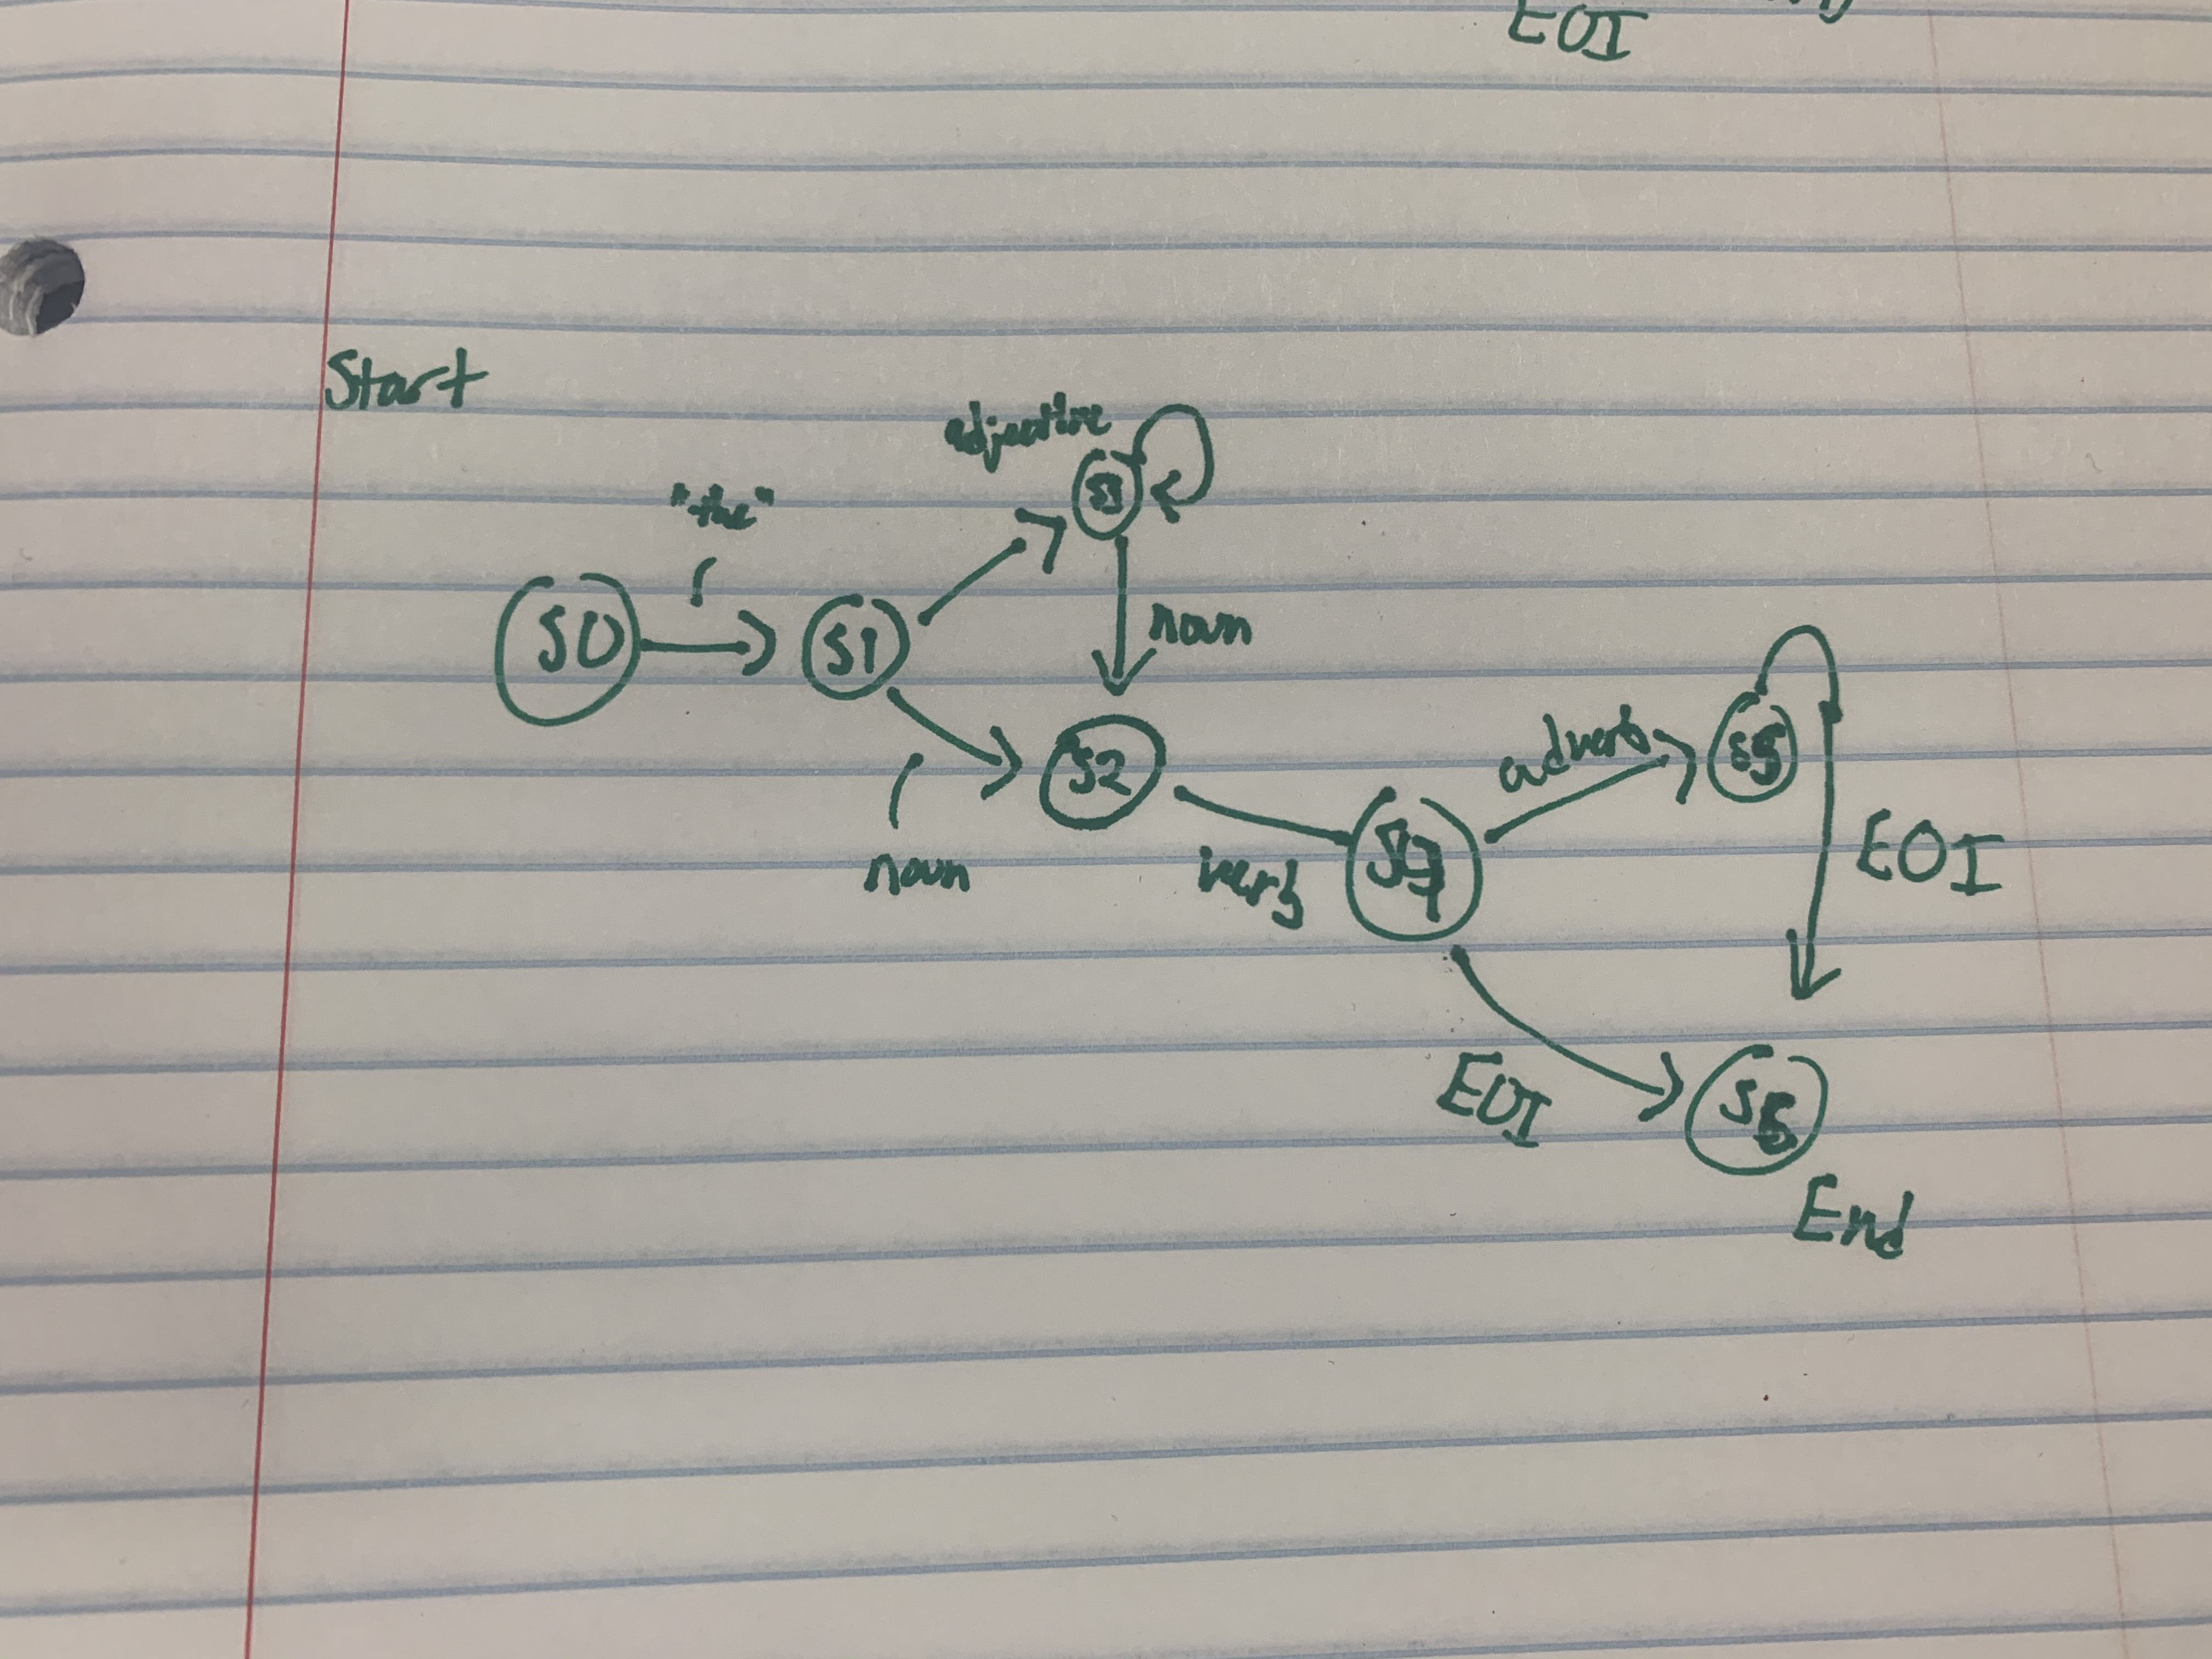 Start
"the"
adjective
S0
S1
S3
noun
S2
noun
verb
S4
adverb
S5
EOI
EOI
S6
End
EOI